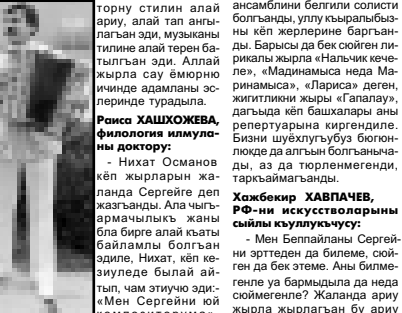 торну стилин алай
ариу, алай тап ангы-
лагъан эди, музыканы
тилине алай терен ба-
тылгъан эди. Аллай
жырла сау ёмюрню
ичинде адамланы эс-
леринде турадыла.
Раиса ХАШХОЖЕВА,
филология илмула-
ны доктору:
- Нихат Османов
кёп жырларын жа-
ланда Сергейге деп
жазгъанды. Ала чыгъ-
армачылыкъ жаны
бла бирге алай къаты
байламлы болгъан
эдиле, Нихат, кёп ке-
зиуледе былай ай-
тып, чам этиучю эди:-
«Мен Сергейни юй
композиторума»
ансамблини белгили солисти
болгъанды, уллу къыралыбыз-
ны кёп жерлерине баргъан-
ды. Барысы да бек сюйген ли-
рикалы жырла «Нальчик кече-
ле», «Мадинамыса неда Ма-
ринамыса», «Лариса» деген,
жигитликни жыры «Гапалау»,
дагъыда кёп башхалары аны
репертуарына киргендиле.
Бизни шуёхлугъубуз бюгюн-
люкде да алгъын болгъаныча-
ды, аз да тюрленмегенди,
таркъаймагъанды.
Хажбекир ХАВПАЧЕВ,
РФ-ни искусстволарыны
сыйлы къуллукъчусу:
- Мен Беппайланы Сергей-
ни эрттеден да билеме, сюй-
ген да бек этеме. Аны билме-
генле уа бармыдыла да неда
сюймегенле? Жаланда ариу
жырла жырлагъан бу ариу